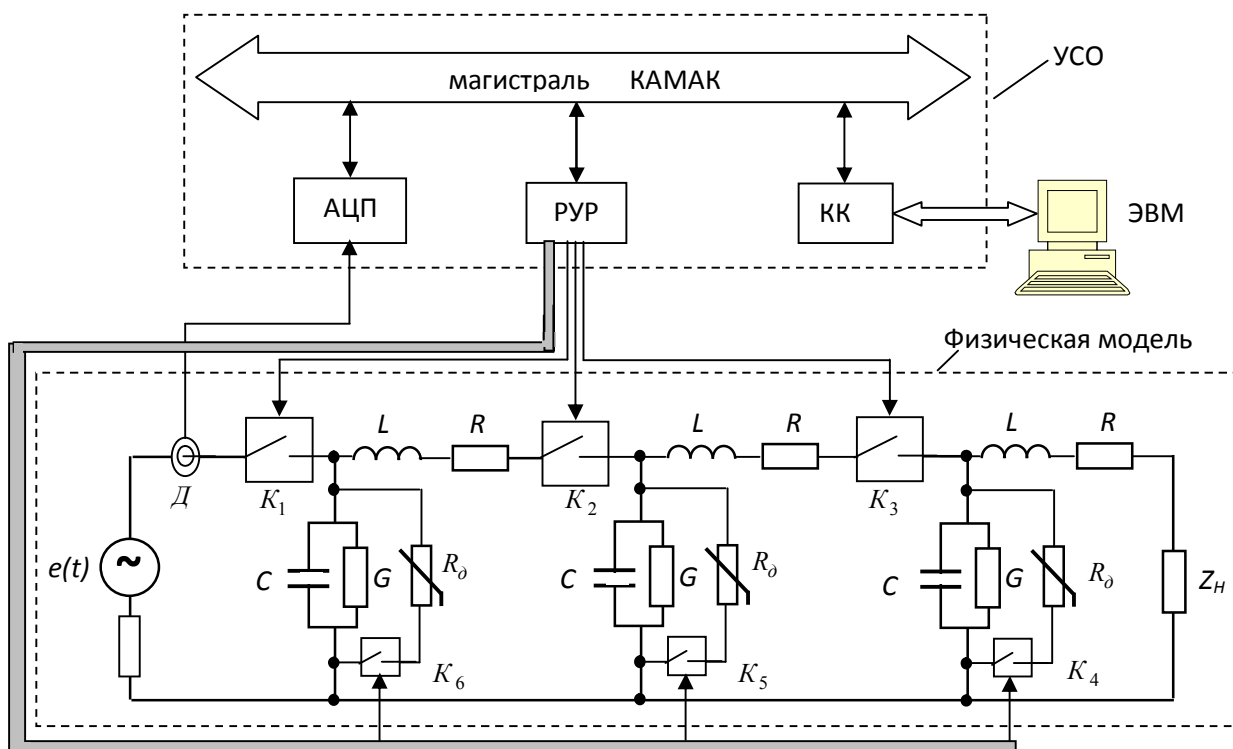 УСО
магистраль КАМАК
АЦП
РУР
КК
ЭВМ
Физическая модель
L R L R L R
Д K1 K2 K3
e(t) ~ C G Rд C G Rд C G Rд ZН
K6 K5 K4